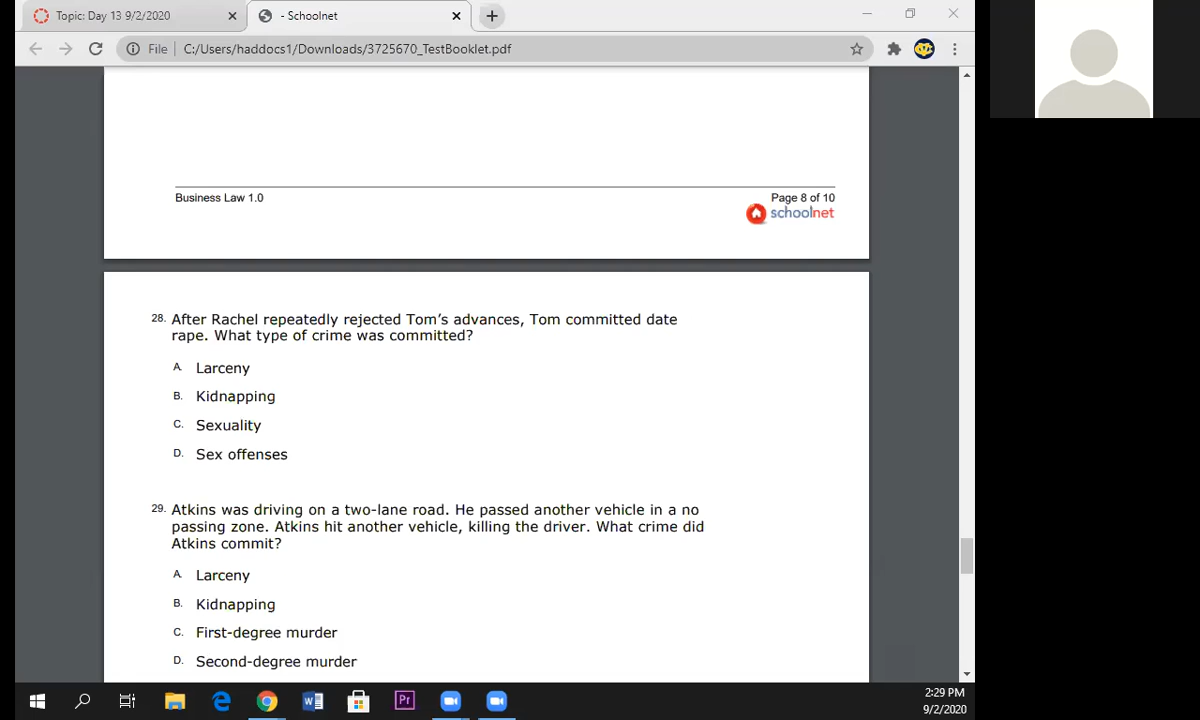 Topic: Day 13 9/2/2020
- Schoolnet
File
C:/Users/haddocs1/Downloads/3725670_TestBooklet.pdf
Business Law 1.0
Page 8 of 10
schoolnet
28. After Rachel repeatedly rejected Tom's advances, Tom committed date
rape. What type of crime was committed?
A. Larceny
B. Kidnapping
C. Sexuality
D. Sex offenses
29. Atkins was driving on a two-lane road. He passed another vehicle in a no
passing zone. Atkins hit another vehicle, killing the driver. What crime did
Atkins commit?
A. Larceny
B. Kidnapping
C. First-degree murder
D. Second-degree murder
W
Pr
2:29 PM
9/2/2020